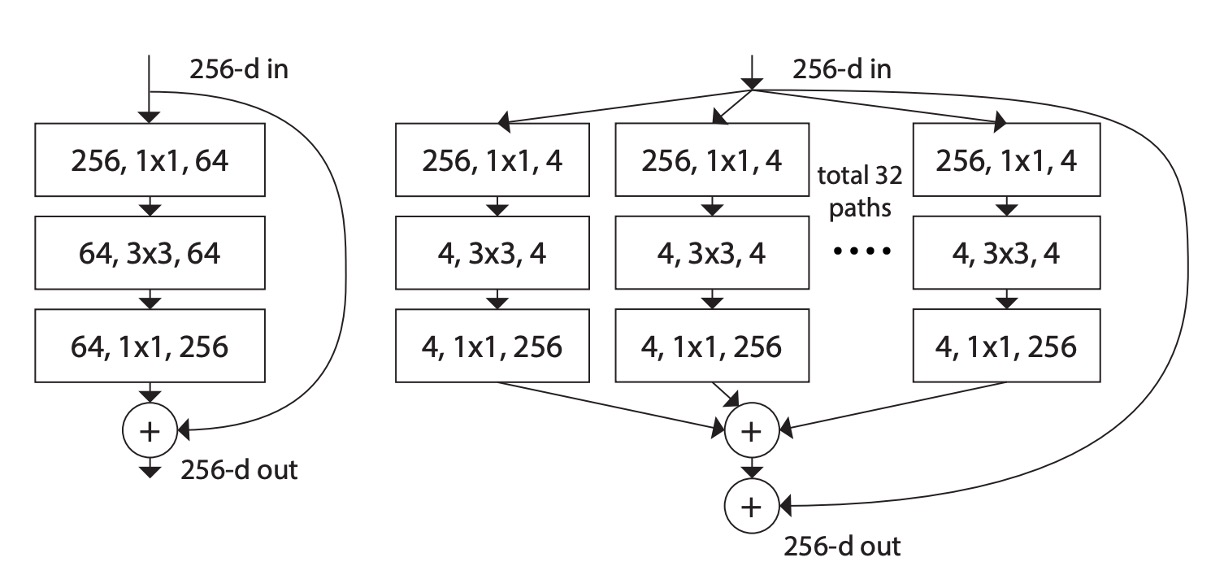 256-d in
256, 1x1, 64
64, 3x3, 64
64, 1x1, 256
+
256-d out
256-d in
256, 1x1, 4
4, 3x3, 4
4, 1x1, 256
256, 1x1, 4
4, 3x3, 4
4, 1x1, 256
total 32
paths
....
256, 1x1, 4
4, 3x3, 4
4, 1x1, 256
+
+
256-d out